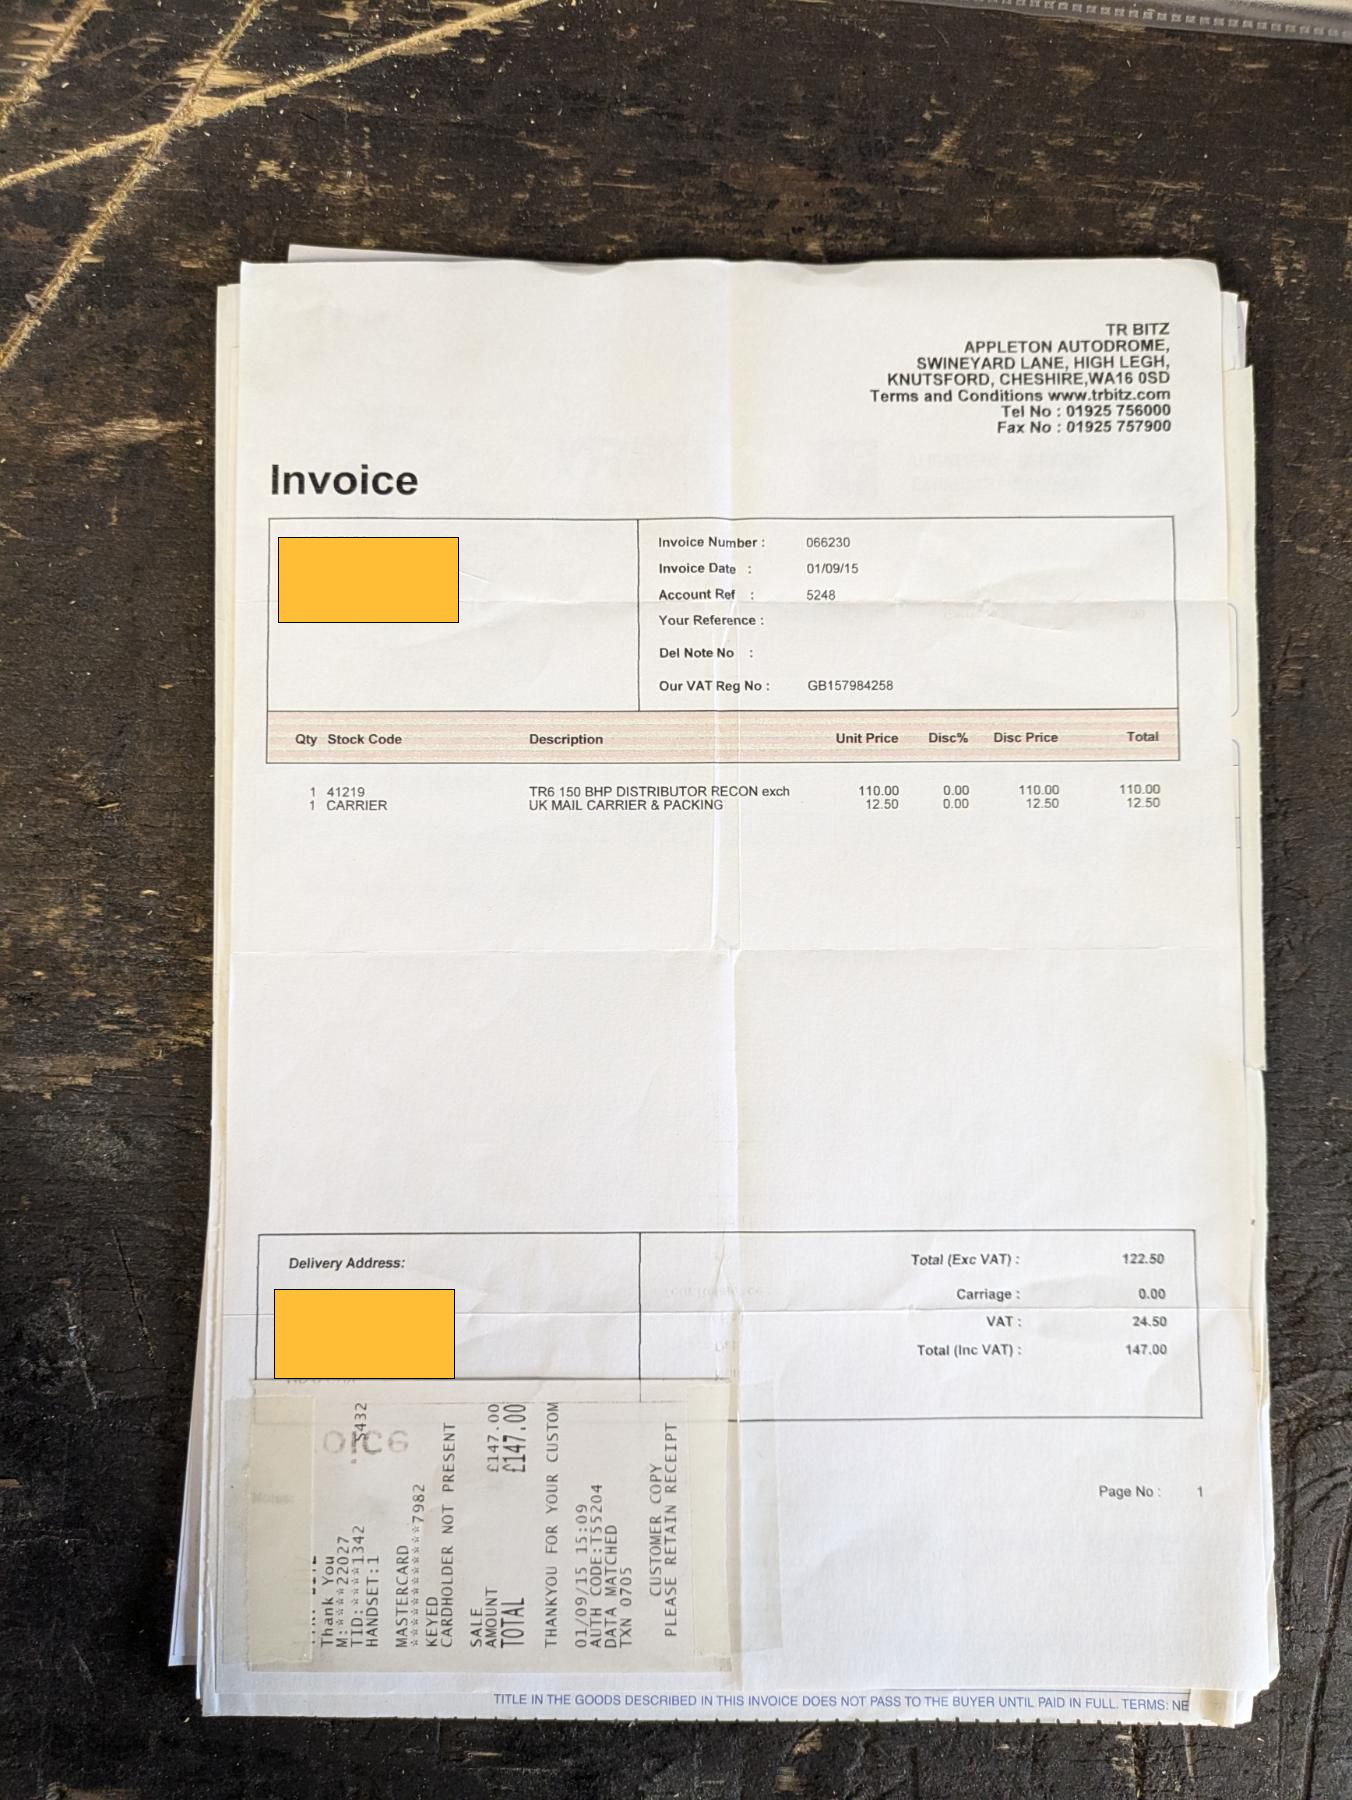 TR BITZ
APPLETON AUTODROME,
SWINEYARD LANE, HIGH LEGH,
KNUTSFORD, CHESHIRE,WA16 0SD
Terms and Conditions www.trbitz.com
Tel No : 01925 756000
Fax No : 01925 757900
Invoice
Invoice Number : 066230
Invoice Date : 01/09/15
Account Ref : 5248
Your Reference :
Del Note No :
Our VAT Reg No : GB157984258
Qty Stock Code Description Unit Price Disc% Disc Price Total
1 41219 TR6 150 BHP DISTRIBUTOR RECON exch 110.00 0.00 110.00 110.00
1 CARRIER UK MAIL CARRIER & PACKING 12.50 0.00 12.50 12.50
Delivery Address:
Total (Exc VAT) : 122.50
Carriage : 0.00
VAT : 24.50
Total (Inc VAT) : 147.00
Thank You
M:****22027
TID:****1342
HANDSET:1
MASTERCARD
************7982
KEYED
CARDHOLDER NOT PRESENT
SALE
AMOUNT £147.00
TOTAL £147.00
THANKYOU FOR YOUR CUSTOM
01/09/15 15:09
AUTH CODE:T55204
DATA MATCHED
TXN 0705
CUSTOMER COPY
PLEASE RETAIN RECEIPT
Page No : 1
TITLE IN THE GOODS DESCRIBED IN THIS INVOICE DOES NOT PASS TO THE BUYER UNTIL PAID IN FULL. TERMS: NE